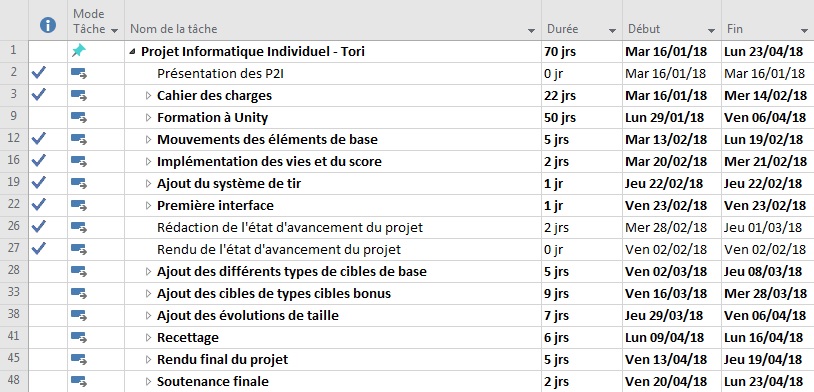 Mode Tâche Nom de la tâche Durée Début Fin
1 Projet Informatique Individuel - Tori 70 jrs Mar 16/01/18 Lun 23/04/18
2 Présentation des P2I 0 jr Mar 16/01/18 Mar 16/01/18
3 Cahier des charges 22 jrs Mar 16/01/18 Mer 14/02/18
9 Formation à Unity 50 jrs Lun 29/01/18 Ven 06/04/18
12 Mouvements des éléments de base 5 jrs Mar 13/02/18 Lun 19/02/18
16 Implémentation des vies et du score 2 jrs Mar 20/02/18 Mer 21/02/18
19 Ajout du système de tir 1 jr Jeu 22/02/18 Jeu 22/02/18
22 Première interface 1 jr Ven 23/02/18 Ven 23/02/18
26 Rédaction de l'état d'avancement du projet 2 jrs Mer 28/02/18 Jeu 01/03/18
27 Rendu de l'état d'avancement du projet 0 jr Ven 02/02/18 Ven 02/02/18
28 Ajout des différents types de cibles de base 5 jrs Ven 02/03/18 Jeu 08/03/18
33 Ajout des cibles de types cibles bonus 9 jrs Ven 16/03/18 Mer 28/03/18
38 Ajout des évolutions de taille 7 jrs Jeu 29/03/18 Ven 06/04/18
41 Recettage 6 jrs Lun 09/04/18 Lun 16/04/18
45 Rendu final du projet 5 jrs Ven 13/04/18 Jeu 19/04/18
48 Soutenance finale 2 jrs Ven 20/04/18 Lun 23/04/18